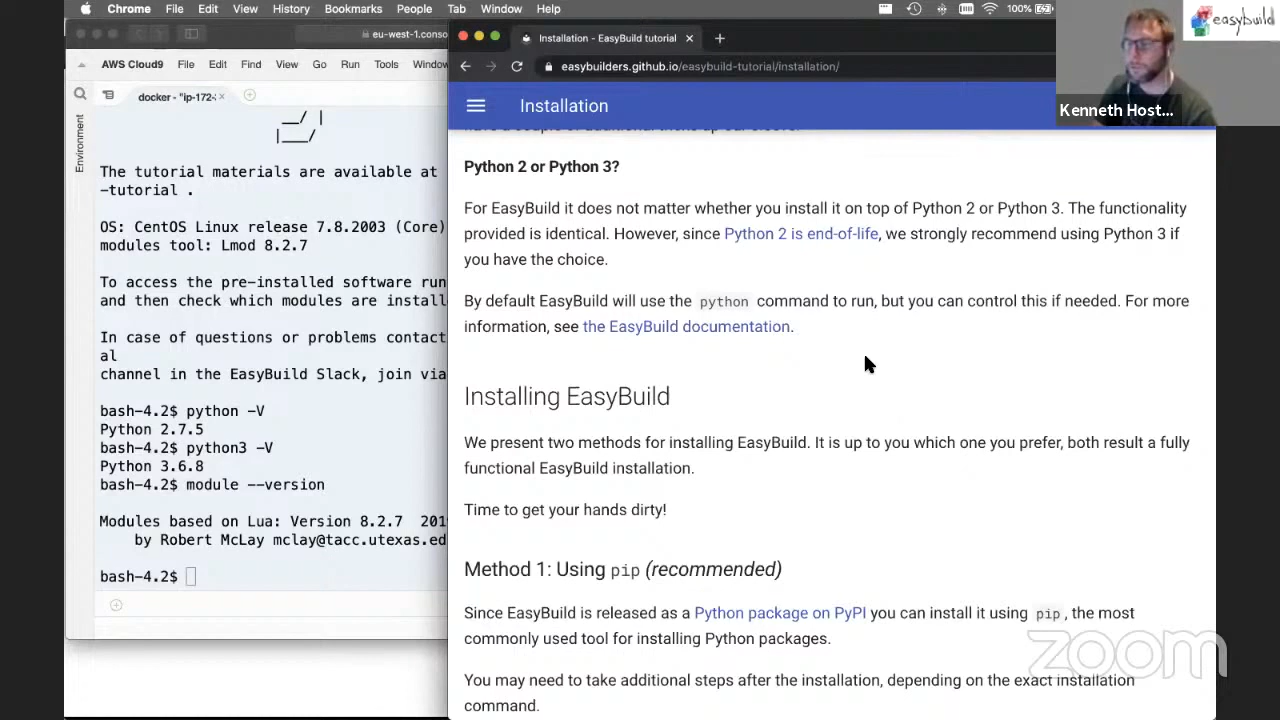 Chrome File Edit View History Bookmarks People Tab Window Help
100%
eu-west-1.conso
AWS Cloud9 File Edit Find View Go Run Tools Window
docker - "ip-172-
Environment
__/ |
|___/
The tutorial materials are available at
-tutorial .
OS: CentOS Linux release 7.8.2003 (Core)
modules tool: Lmod 8.2.7
To access the pre-installed software run
and then check which modules are install
In case of questions or problems contact
al
channel in the EasyBuild Slack, join via
bash-4.2$ python -V
Python 2.7.5
bash-4.2$ python3 -V
Python 3.6.8
bash-4.2$ module --version
Modules based on Lua: Version 8.2.7 201
by Robert McLay mclay@tacc.utexas.ed
bash-4.2$
Installation - EasyBuild tutorial
easybuilders.github.io/easybuild-tutorial/installation/
Installation
Python 2 or Python 3?
For EasyBuild it does not matter whether you install it on top of Python 2 or Python 3. The functionality
provided is identical. However, since Python 2 is end-of-life, we strongly recommend using Python 3 if
you have the choice.
By default EasyBuild will use the python command to run, but you can control this if needed. For more
information, see the EasyBuild documentation.
Installing EasyBuild
We present two methods for installing EasyBuild. It is up to you which one you prefer, both result a fully
functional EasyBuild installation.
Time to get your hands dirty!
Method 1: Using pip (recommended)
Since EasyBuild is released as a Python package on PyPI you can install it using pip, the most
commonly used tool for installing Python packages.
You may need to take additional steps after the installation, depending on the exact installation
command.
easybuild
Kenneth Host...
zoom